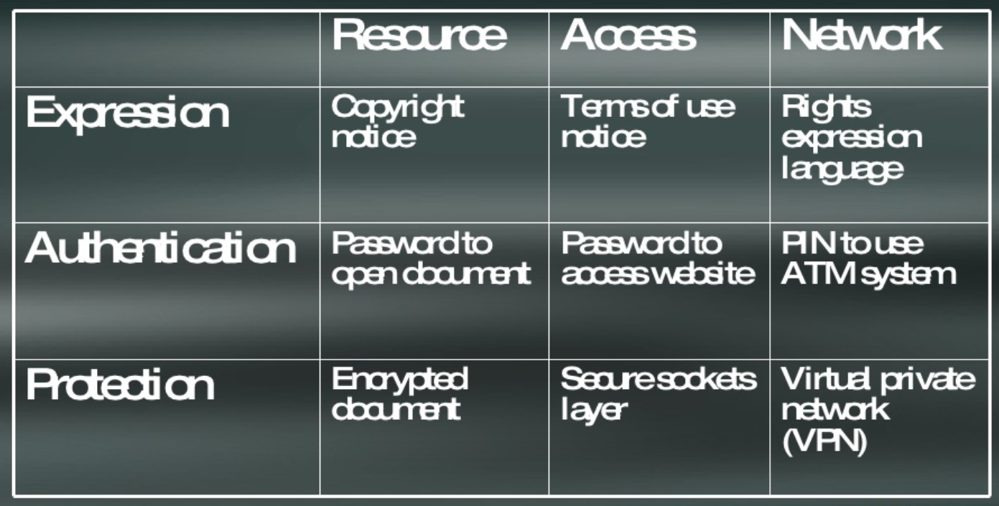 Resource Access Network
Expression
Copyright
notice
Terms of use
notice
Rights
expression
language
Authentication
Password to
open document
Password to
access website
PIN to use
ATM system
Protection
Encrypted
document
Secure sockets
layer
Virtual private
network
(VPN)